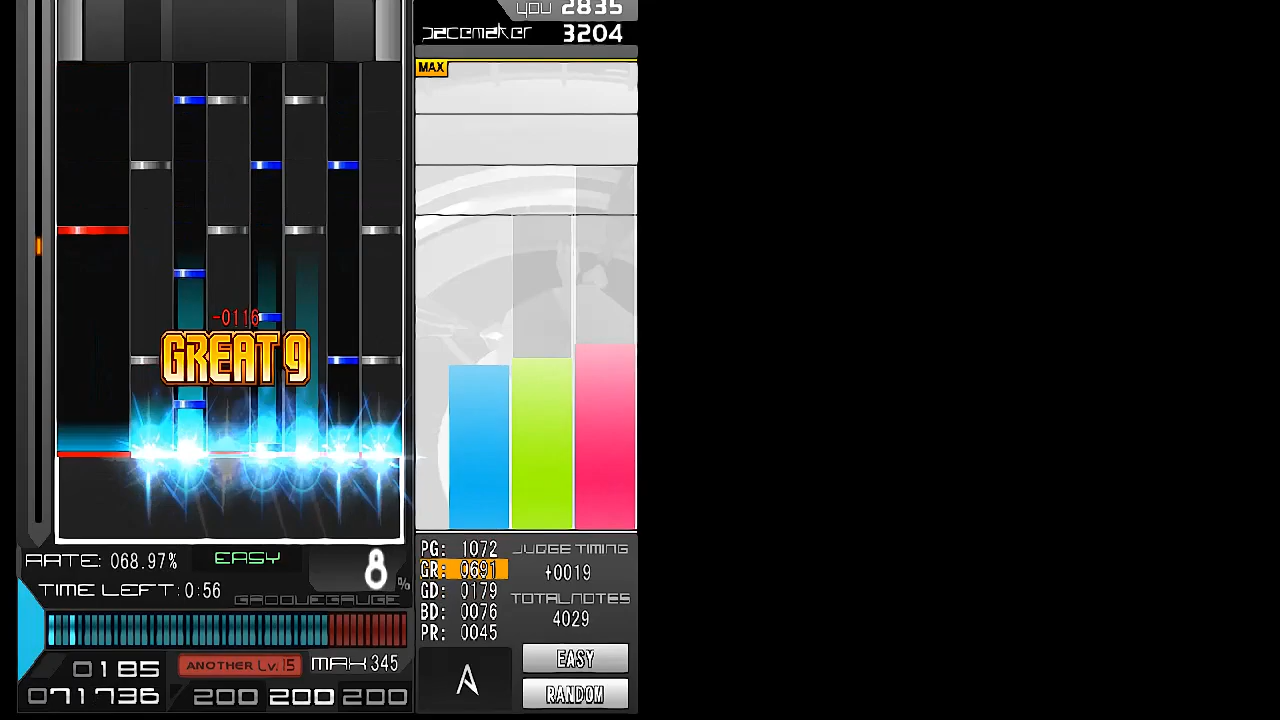 you 2835
pacemaker 3204
MAX
-0116
GREAT 9
RATE: 068.97% EASY 8 %
TIME LEFT: 0:56
GROOVEGAUGE
0185 ANOTHER Lv.15 MAX 345
071736 200 200 200
PG: 1072
GR: 0691
GD: 0179
BD: 0076
PR: 0045
JUDGE TIMING
+0019
TOTALNOTES
4029
A
EASY
RANDOM